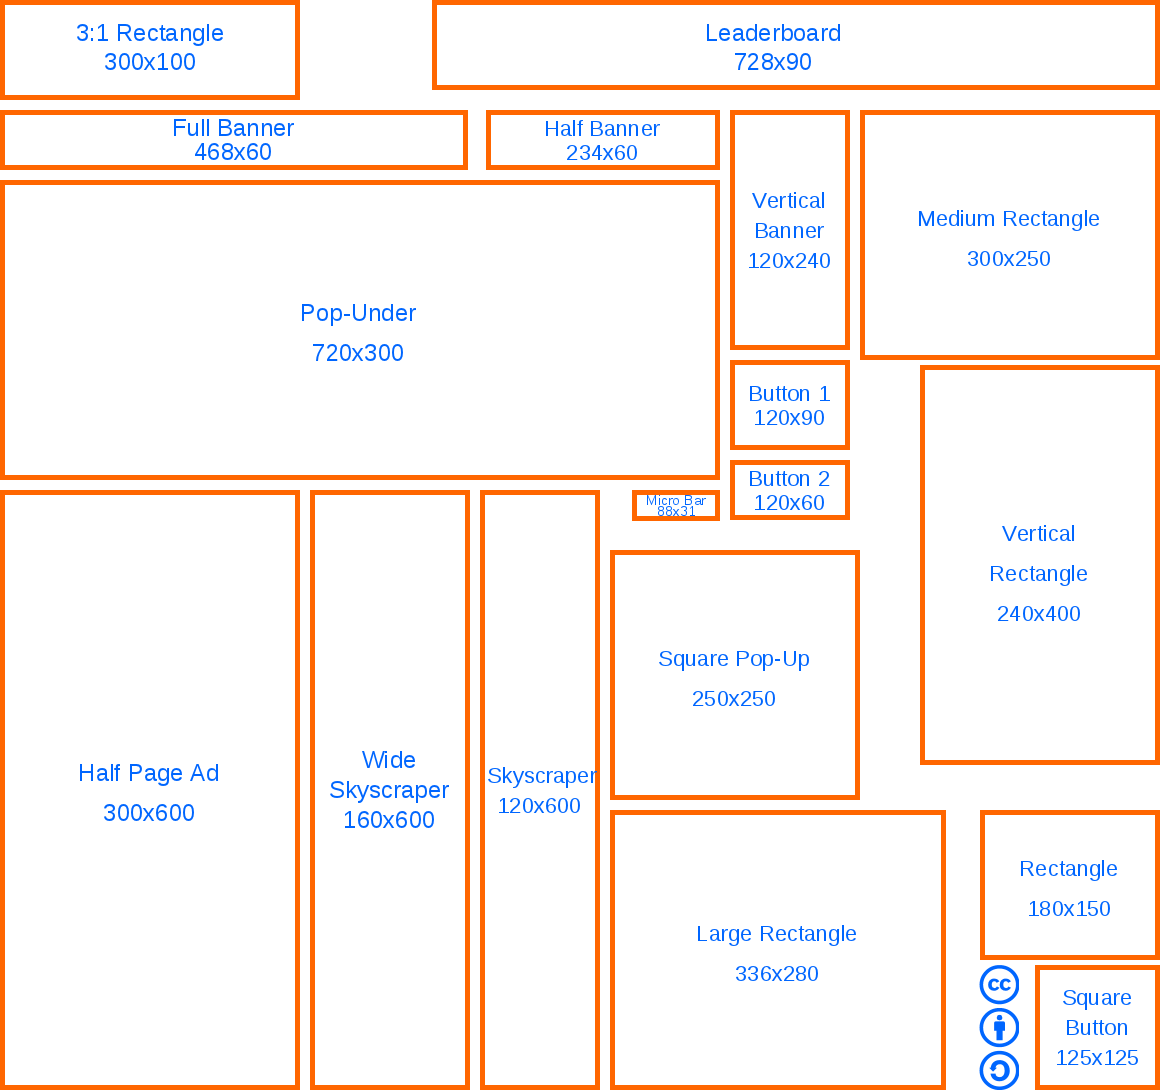 3:1 Rectangle
300x100
Leaderboard
728x90
Full Banner
468x60
Half Banner
234x60
Vertical
Banner
120x240
Medium Rectangle
300x250
Pop-Under
720x300
Button 1
120x90
Button 2
120x60
Micro Bar
88x31
Vertical
Rectangle
240x400
Square Pop-Up
250x250
Half Page Ad
300x600
Wide
Skyscraper
160x600
Skyscraper
120x600
Large Rectangle
336x280
Rectangle
180x150
cc
Square
Button
125x125